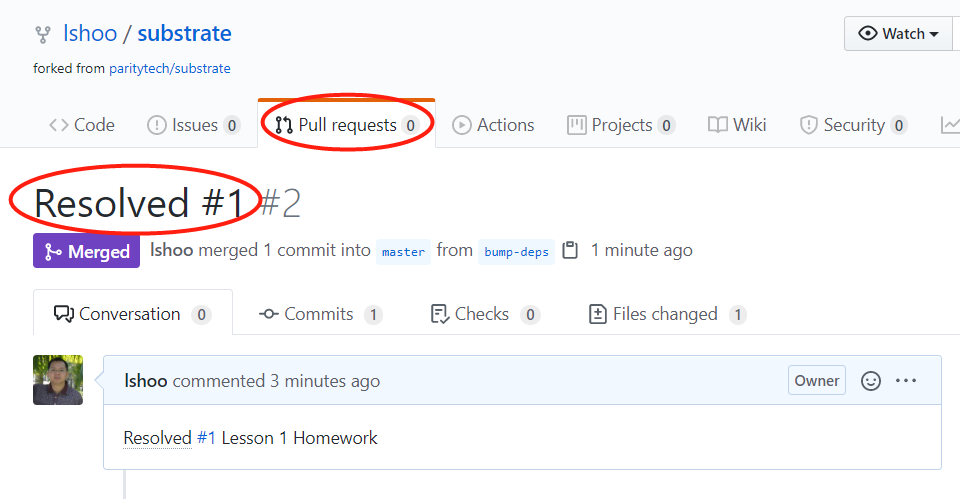 lshoo / substrate
Watch
forked from paritytech/substrate
Code Issues 0 Pull requests 0 Actions Projects 0 Wiki Security 0
Resolved #1 #2
Merged lshoo merged 1 commit into master from bump-deps 1 minute ago
Conversation 0 Commits 1 Checks 0 Files changed 1
lshoo commented 3 minutes ago Owner ...
Resolved #1 Lesson 1 Homework